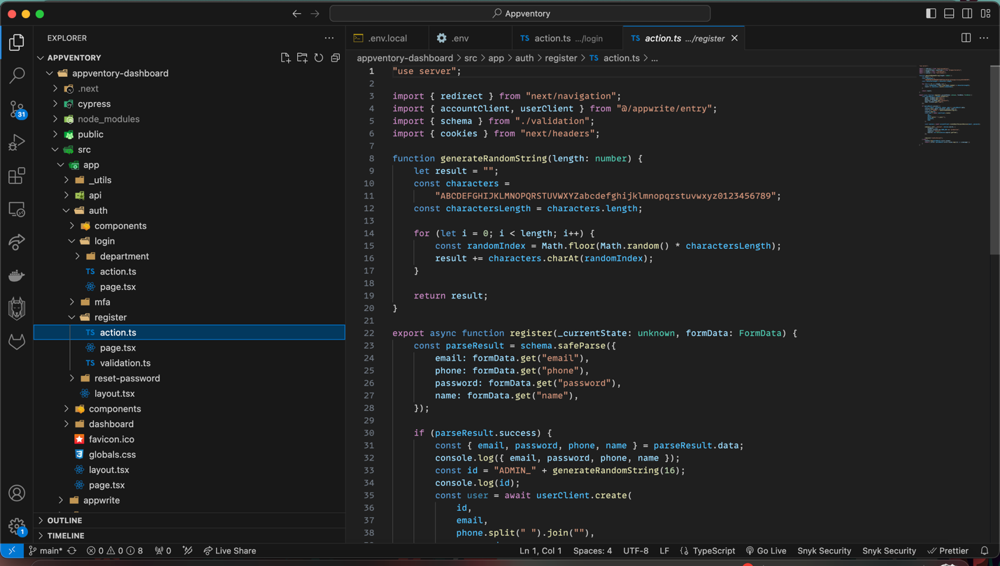 Appventory
EXPLORER
.env.local
.env
TS action.ts .../login
TS action.ts .../register
APPVENTORY
appventory-dashboard
.next
cypress
node_modules
public
src
app
_utils
api
auth
components
login
department
TS action.ts
page.tsx
mfa
register
TS action.ts
page.tsx
TS validation.ts
reset-password
layout.tsx
components
dashboard
favicon.ico
globals.css
layout.tsx
page.tsx
appwrite
OUTLINE
TIMELINE
31
1
appventory-dashboard > src > app > auth > register > TS action.ts > ...
1 "use server";
2
3 import { redirect } from "next/navigation";
4 import { accountClient, userClient } from "@/appwrite/entry";
5 import { schema } from "./validation";
6 import { cookies } from "next/headers";
7
8 function generateRandomString(length: number) {
9 let result = "";
10 const characters =
11 "ABCDEFGHIJKLMNOPQRSTUVWXYZabcdefghijklmnopqrstuvwxyz0123456789";
12 const charactersLength = characters.length;
13
14 for (let i = 0; i < length; i++) {
15 const randomIndex = Math.floor(Math.random() * charactersLength);
16 result += characters.charAt(randomIndex);
17 }
18
19 return result;
20 }
21
22 export async function register(_currentState: unknown, formData: FormData) {
23 const parseResult = schema.safeParse({
24 email: formData.get("email"),
25 phone: formData.get("phone"),
26 password: formData.get("password"),
27 name: formData.get("name"),
28 });
29
30 if (parseResult.success) {
31 const { email, password, phone, name } = parseResult.data;
32 console.log({ email, password, phone, name });
33 const id = "ADMIN_" + generateRandomString(16);
34 console.log(id);
35 const user = await userClient.create(
36 id,
37 email,
38 phone.split(" ").join(""),
main* 0 0 8 0 Live Share
Ln 1, Col 1 Spaces: 4 UTF-8 LF {} TypeScript Go Live Snyk Security Snyk Security Prettier